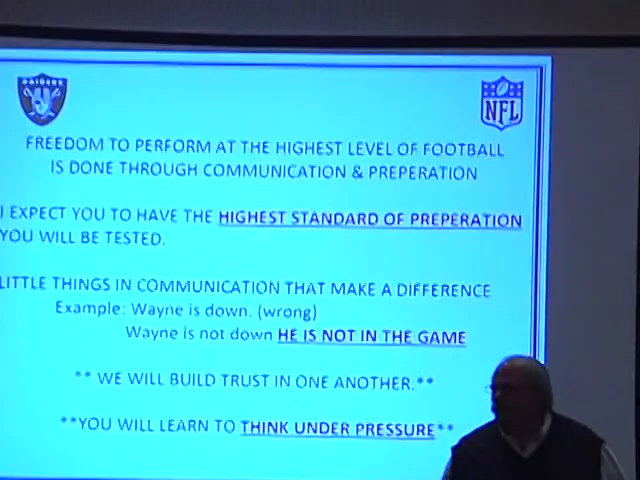 RAIDERS
NFL
FREEDOM TO PERFORM AT THE HIGHEST LEVEL OF FOOTBALL
IS DONE THROUGH COMMUNICATION & PREPERATION
I EXPECT YOU TO HAVE THE HIGHEST STANDARD OF PREPERATION
YOU WILL BE TESTED.
LITTLE THINGS IN COMMUNICATION THAT MAKE A DIFFERENCE
Example: Wayne is down. (wrong)
Wayne is not down HE IS NOT IN THE GAME
** WE WILL BUILD TRUST IN ONE ANOTHER.**
**YOU WILL LEARN TO THINK UNDER PRESSURE**